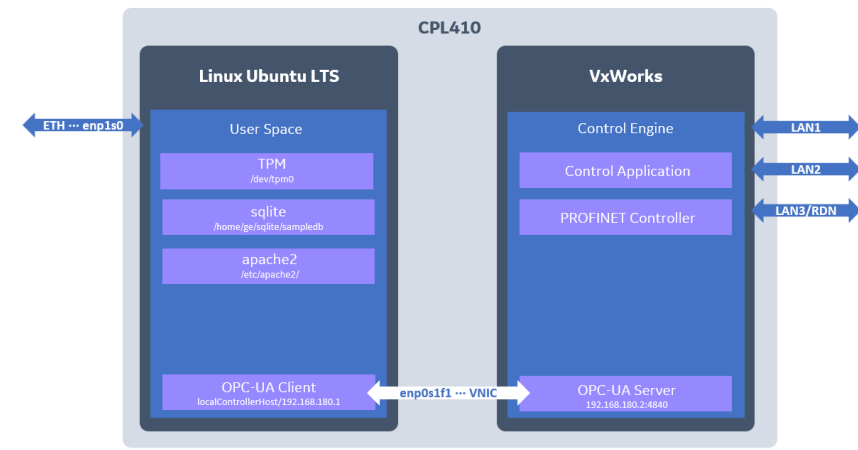 CPL410
Linux Ubuntu LTS
ETH ··· enp1s0
User Space
TPM
/dev/tpm0
sqlite
/home/ge/sqlite/sampledb
apache2
/etc/apache2/
OPC-UA Client
localControllerHost/192.168.180.1
enp0s1f1 ··· VNIC
VxWorks
Control Engine
Control Application
PROFINET Controller
OPC-UA Server
192.168.180.2:4840
LAN1
LAN2
LAN3/RDN